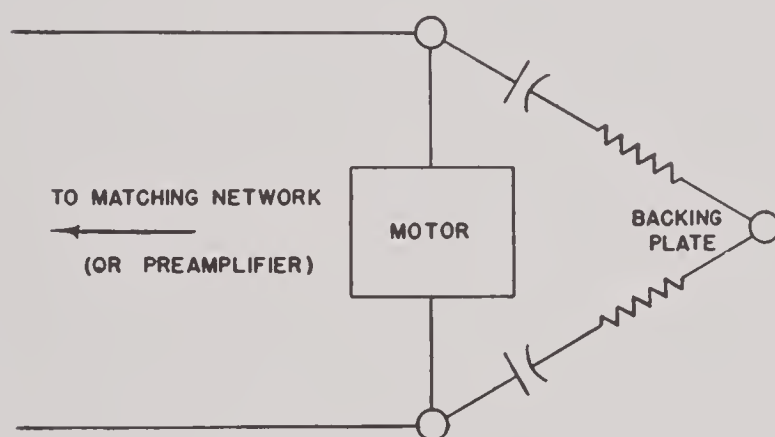 TO MATCHING NETWORK
(OR PREAMPLIFIER)
MOTOR
BACKING
PLATE